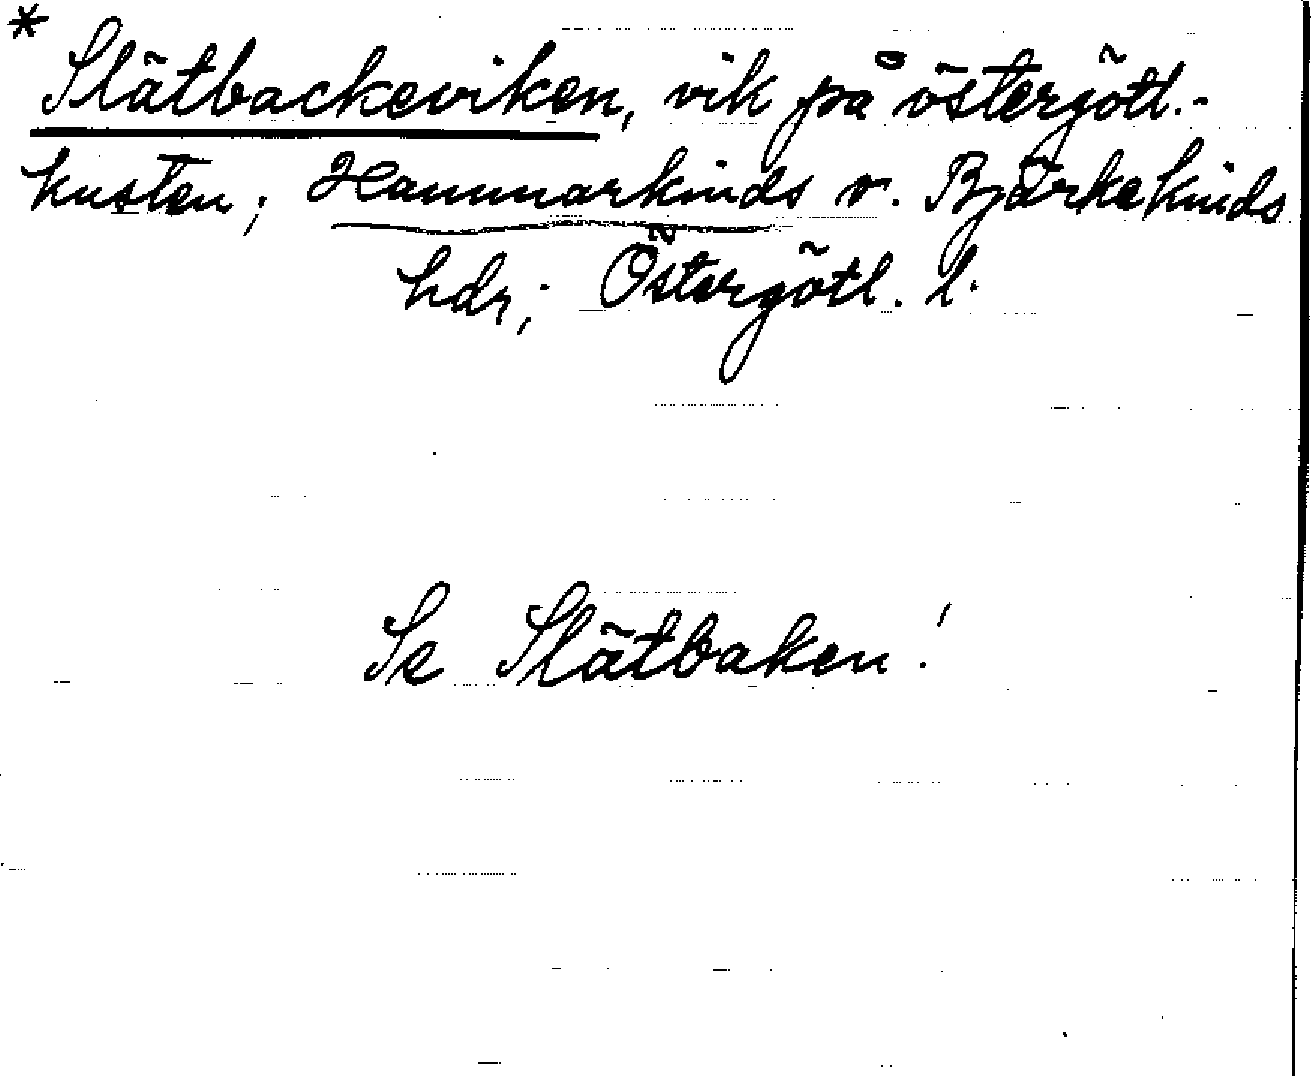 * Slätbackeviken, vik på östergötl.-
kusten; Hammarkinds o. Björkekinds
hdr; Östergötl. l.
Se Slätbaken!